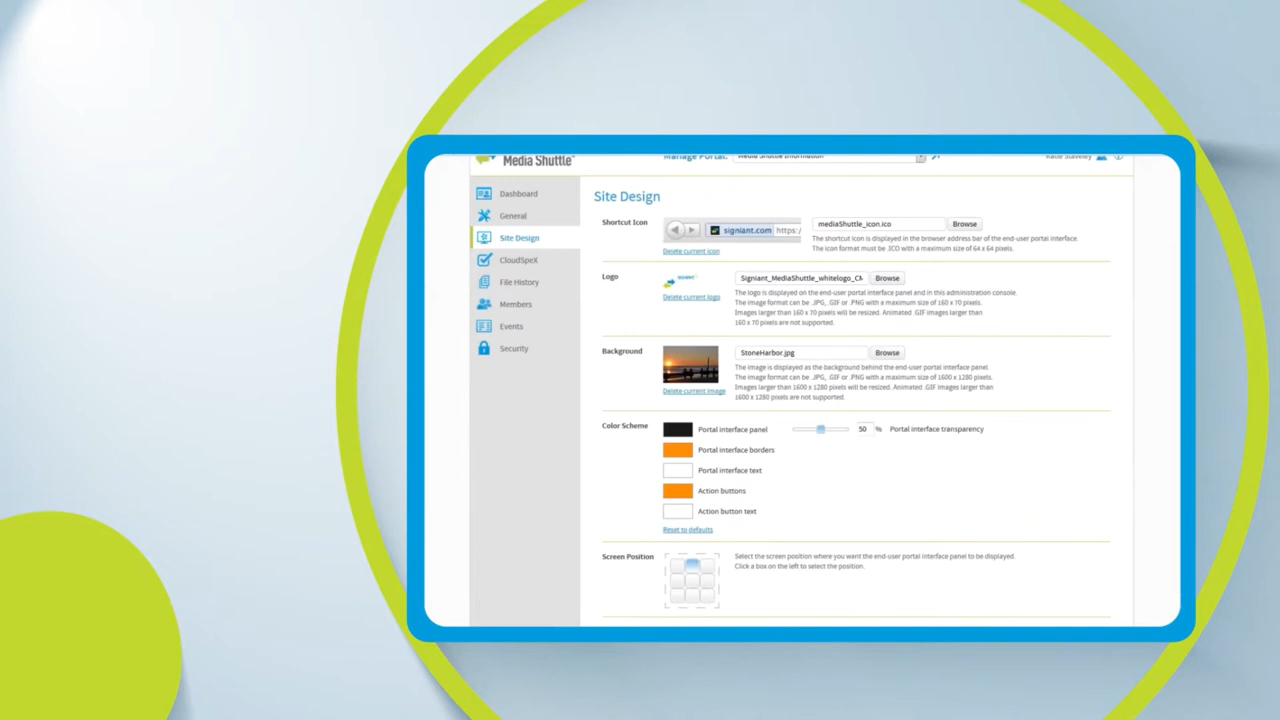 Media Shuttle™
Manage Portal: Media Shuttle Information
Katie Staveley
Dashboard
General
Site Design
CloudSpeX
File History
Members
Events
Security
Site Design
Shortcut Icon
signiant.com https:/
mediaShuttle_icon.ico Browse
Delete current icon
The shortcut icon is displayed in the browser address bar of the end-user portal interface.
The icon format must be .ICO with a maximum size of 64 x 64 pixels.
Logo
SIGNIANT
Signiant_MediaShuttle_whitelogo_CM Browse
Delete current logo
The logo is displayed on the end-user portal interface panel and in this administration console.
The image format can be .JPG, .GIF or .PNG with a maximum size of 160 x 70 pixels.
Images larger than 160 x 70 pixels will be resized. Animated .GIF images larger than
160 x 70 pixels are not supported.
Background
StoneHarbor.jpg Browse
Delete current image
The image is displayed as the background behind the end-user portal interface panel.
The image format can be .JPG, .GIF or .PNG with a maximum size of 1600 x 1280 pixels.
Images larger than 1600 x 1280 pixels will be resized. Animated .GIF images larger than
1600 x 1280 pixels are not supported.
Color Scheme
Portal interface panel 50 % Portal interface transparency
Portal interface borders
Portal interface text
Action buttons
Action button text
Reset to defaults
Screen Position
Select the screen position where you want the end-user portal interface panel to be displayed.
Click a box on the left to select the position.